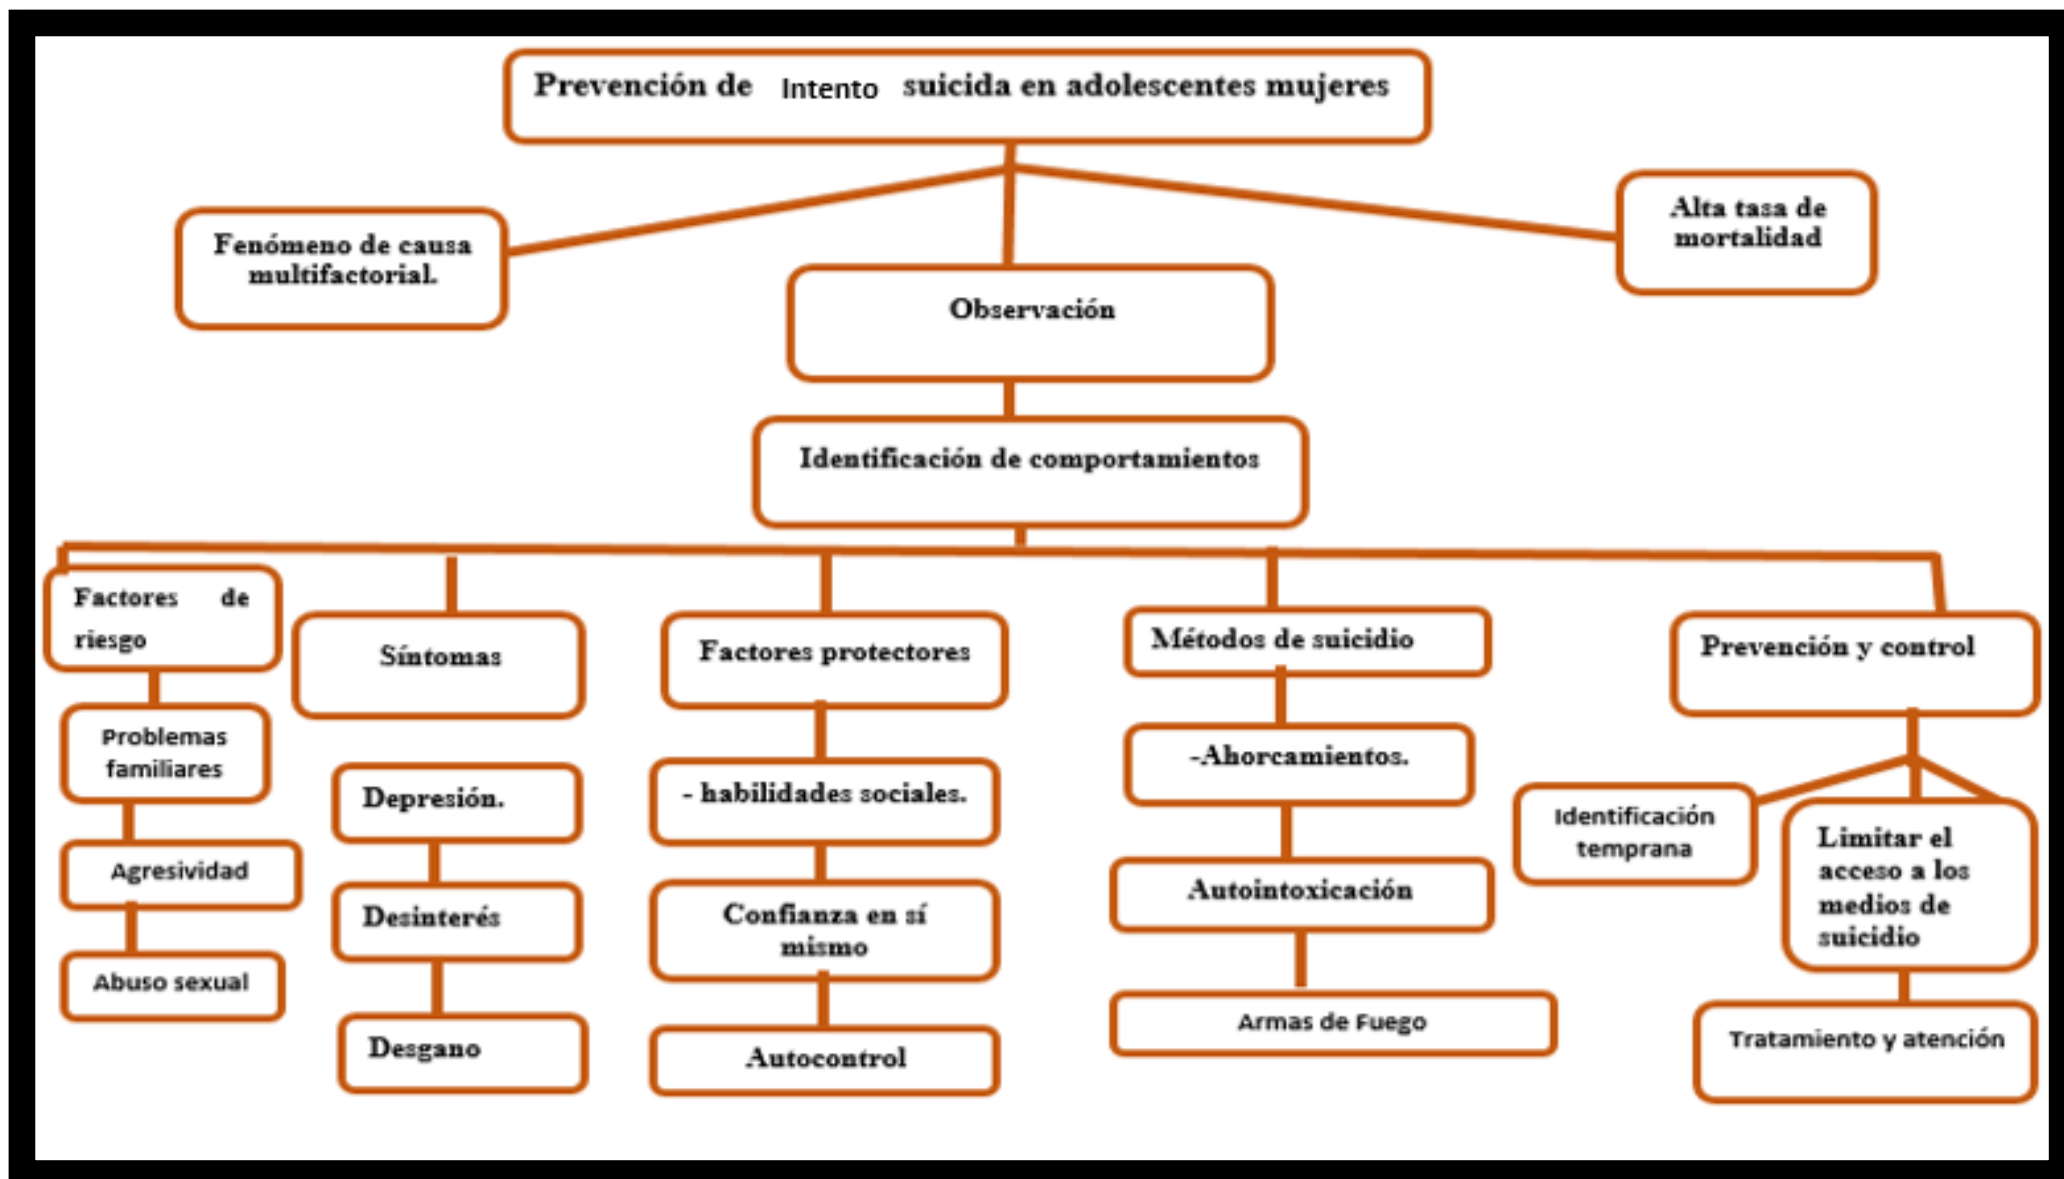 Prevención de Intento suicida en adolescentes mujeres
Fenómeno de causa
multifactorial.
Alta tasa de
mortalidad
Observación
Identificación de comportamientos
Factores de
riesgo
Problemas
familiares
Agresividad
Abuso sexual
Síntomas
Depresión.
Desinterés
Desgano
Factores protectores
- habilidades sociales.
Confianza en sí
mismo
Autocontrol
Métodos de suicidio
-Ahorcamientos.
Autointoxicación
Armas de Fuego
Prevención y control
Identificación
temprana
Limitar el
acceso a los
medios de
suicidio
Tratamiento y atención